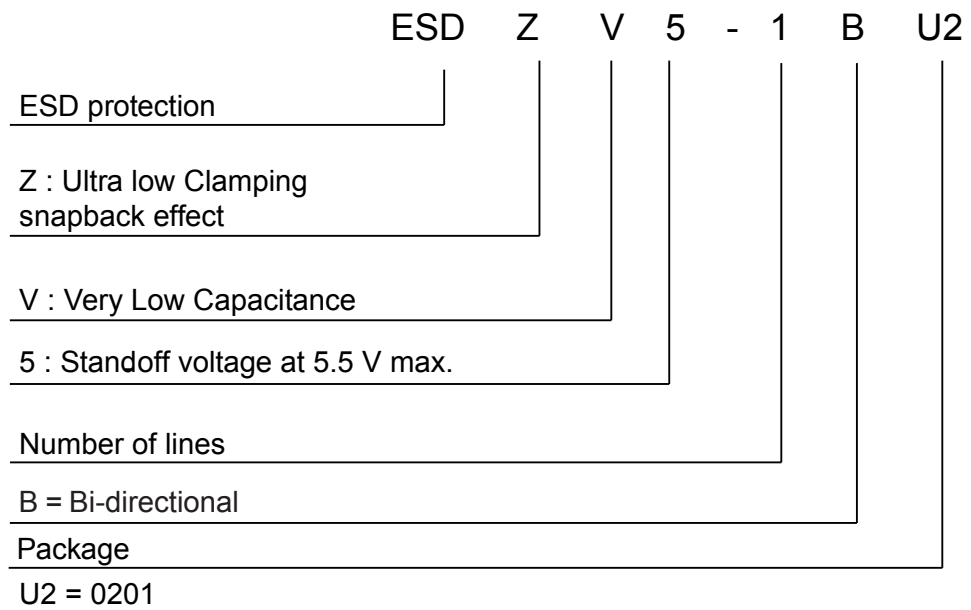 ESD Z V 5 - 1 B U2
ESD protection
Z : Ultra low Clamping
snapback effect
V : Very Low Capacitance
5 : Standoff voltage at 5.5 V max.
Number of lines
B = Bi-directional
Package
U2 = 0201